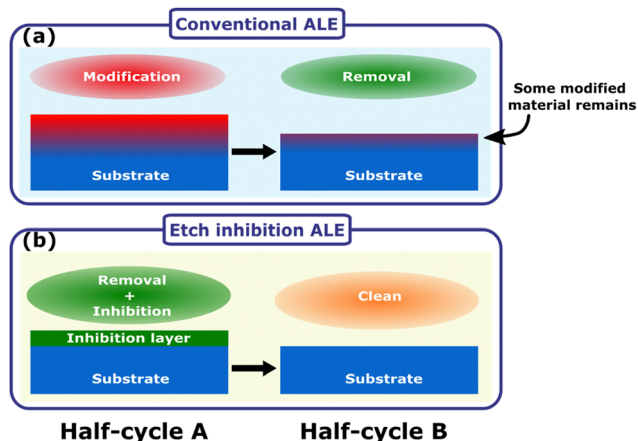 Conventional ALE
(a)
Modification
Removal
Some modified
material remains
Substrate
Substrate
Etch inhibition ALE
(b)
Removal
+
Inhibition
Clean
Inhibition layer
Substrate
Substrate
Half-cycle A
Half-cycle B